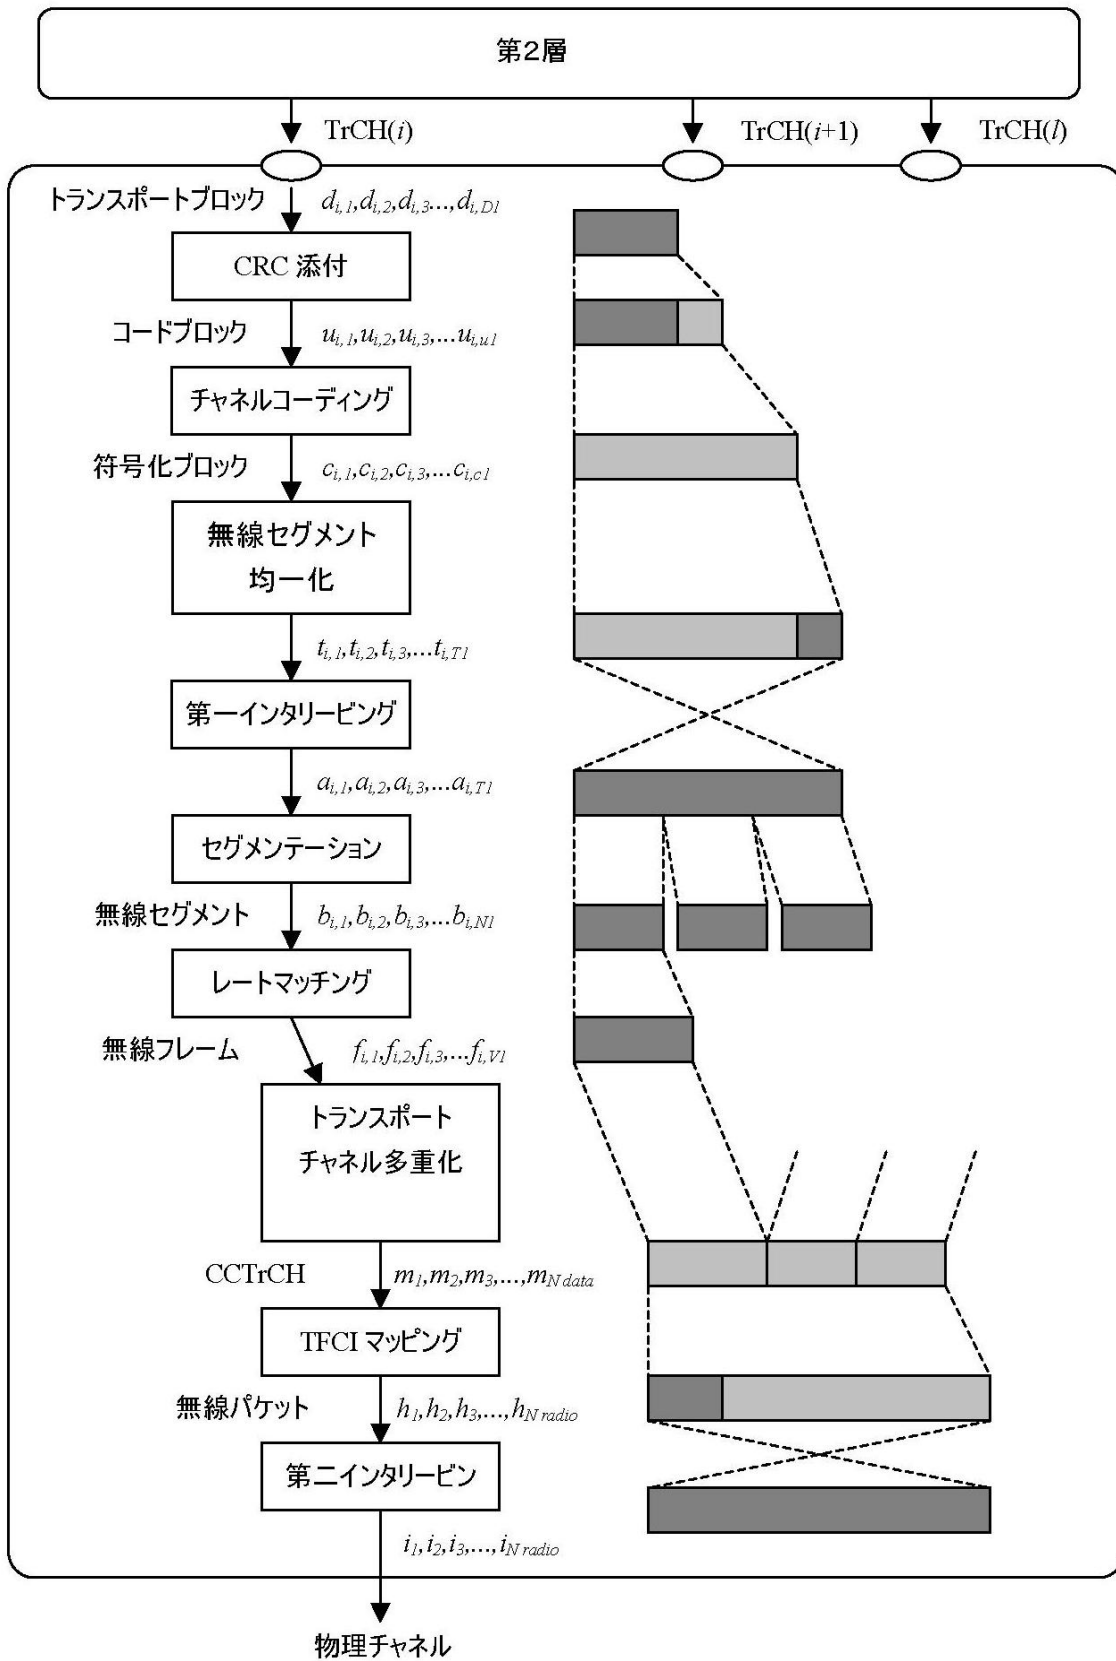 第2層
TrCH(i)
TrCH(i+1)
TrCH(l)
トランスポートブロック
d_{i,1},d_{i,2},d_{i,3}...,d_{i,D1}
CRC 添付
コードブロック
u_{i,1},u_{i,2},u_{i,3},...u_{i,u1}
チャネルコーディング
符号化ブロック
c_{i,1},c_{i,2},c_{i,3},...c_{i,c1}
無線セグメント
均一化
t_{i,1},t_{i,2},t_{i,3},...t_{i,T1}
第一インタリービング
a_{i,1},a_{i,2},a_{i,3},...a_{i,T1}
セグメンテーション
無線セグメント
b_{i,1},b_{i,2},b_{i,3},...b_{i,N1}
レートマッチング
無線フレーム
f_{i,1},f_{i,2},f_{i,3},...f_{i,V1}
トランスポート
チャネル多重化
CCTrCH
m_1,m_2,m_3,...,m_{N data}
TFCI マッピング
無線パケット
h_1,h_2,h_3,...,h_{N radio}
第二インタリービン
i_1,i_2,i_3,...,i_{N radio}
物理チャネル